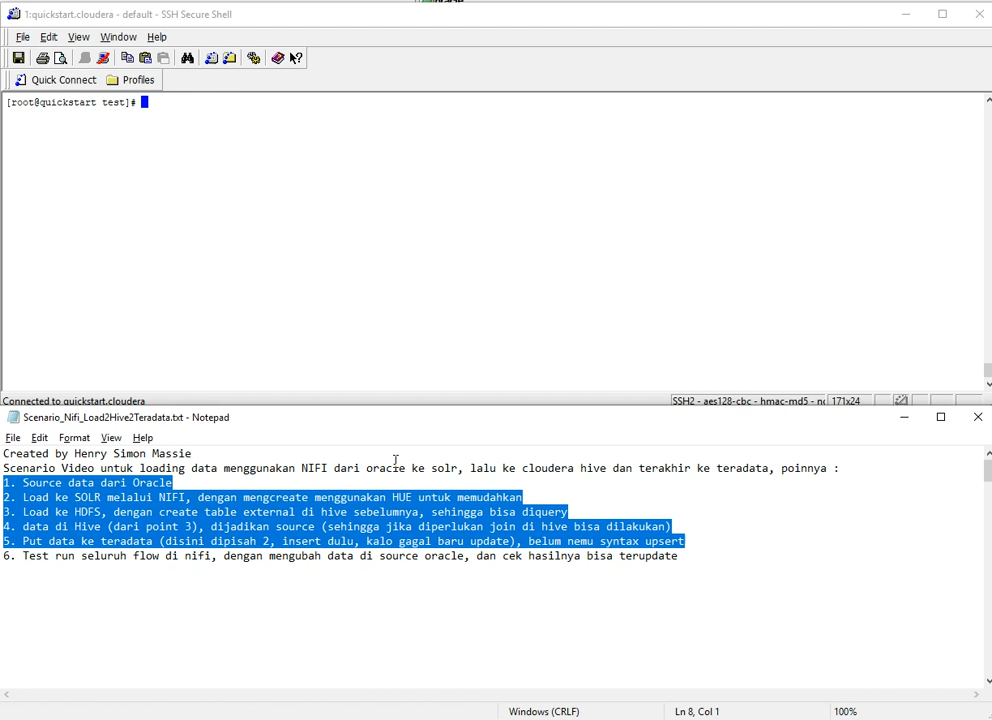 1:quickstart.cloudera - default - SSH Secure Shell
File Edit View Window Help
Quick Connect Profiles
[root@quickstart test]#
Connected to quickstart.cloudera
SSH2 - aes128-cbc - hmac-md5 - 171x24
Scenario_Nifi_Load2Hive2Teradata.txt - Notepad
File Edit Format View Help
Created by Henry Simon Massie
Scenario Video untuk loading data menggunakan NIFI dari oracle ke solr, lalu ke cloudera hive dan terakhir ke teradata, poinnya :
1. Source data dari Oracle
2. Load ke SOLR melalui NIFI, dengan mengcreate menggunakan HUE untuk memudahkan
3. Load ke HDFS, dengan create table external di hive sebelumnya, sehingga bisa diquery
4. data di Hive (dari point 3), dijadikan source (sehingga jika diperlukan join di hive bisa dilakukan)
5. Put data ke teradata (disini dipisah 2, insert dulu, kalo gagal baru update), belum nemu syntax upsert
6. Test run seluruh flow di nifi, dengan mengubah data di source oracle, dan cek hasilnya bisa terupdate
Windows (CRLF)
Ln 8, Col 1
100%